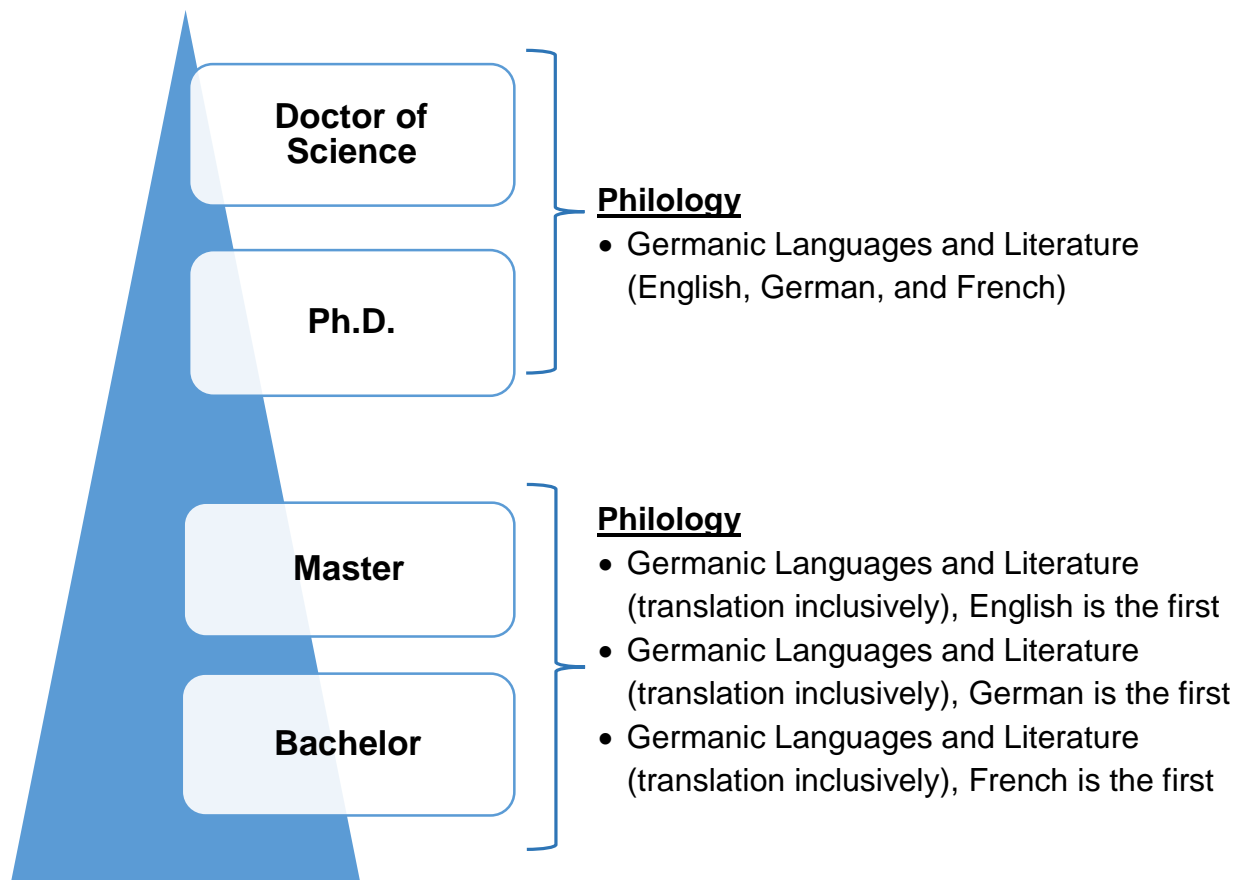 Doctor of
Science
Ph.D.
Philology
• Germanic Languages and Literature
(English, German, and French)
Master
Bachelor
Philology
• Germanic Languages and Literature
(translation inclusively), English is the first
• Germanic Languages and Literature
(translation inclusively), German is the first
• Germanic Languages and Literature
(translation inclusively), French is the first